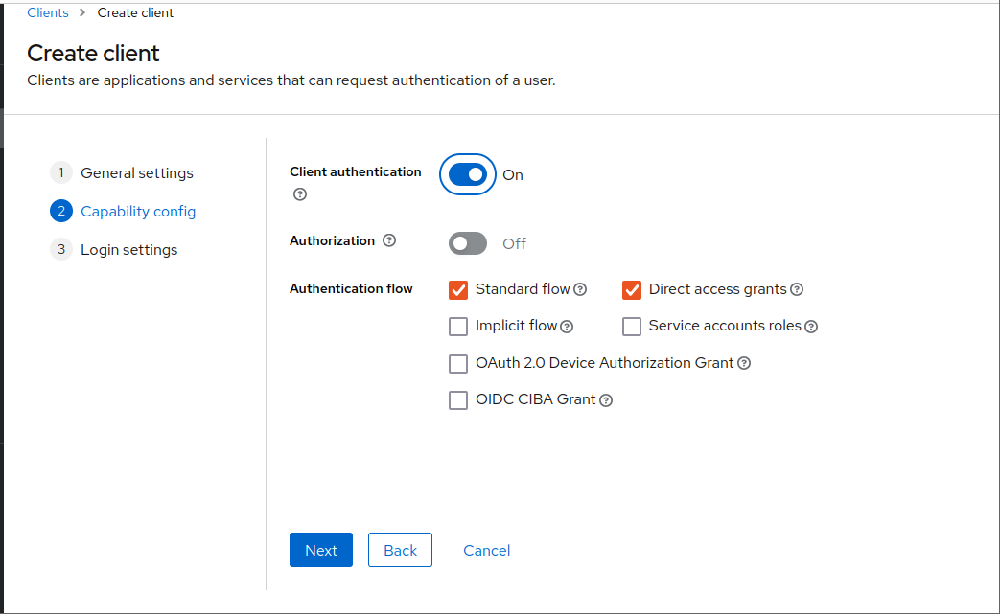 Clients > Create client
Create client
Clients are applications and services that can request authentication of a user.
1 General settings
2 Capability config
3 Login settings
Client authentication
On
Authorization
Off
Authentication flow
Standard flow
Direct access grants
Implicit flow
Service accounts roles
OAuth 2.0 Device Authorization Grant
OIDC CIBA Grant
Next Back Cancel